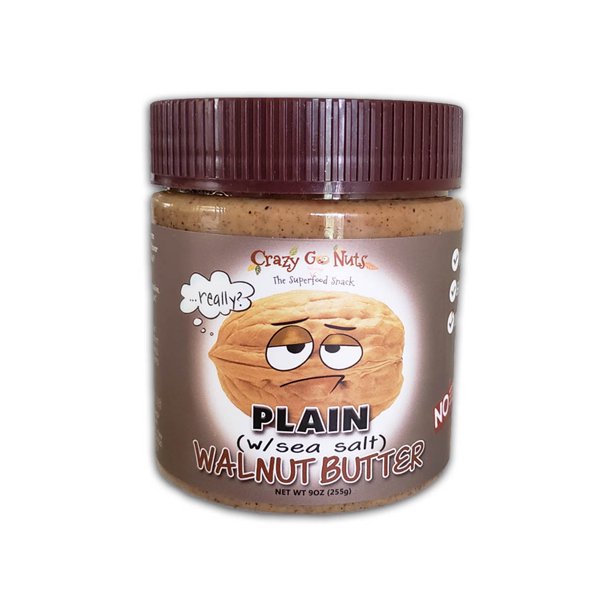 Crazy Go Nuts
The Superfood Snack
...really?
PLAIN
(w/sea salt)
WALNUT BUTTER
NET WT 9OZ (255g)
NO